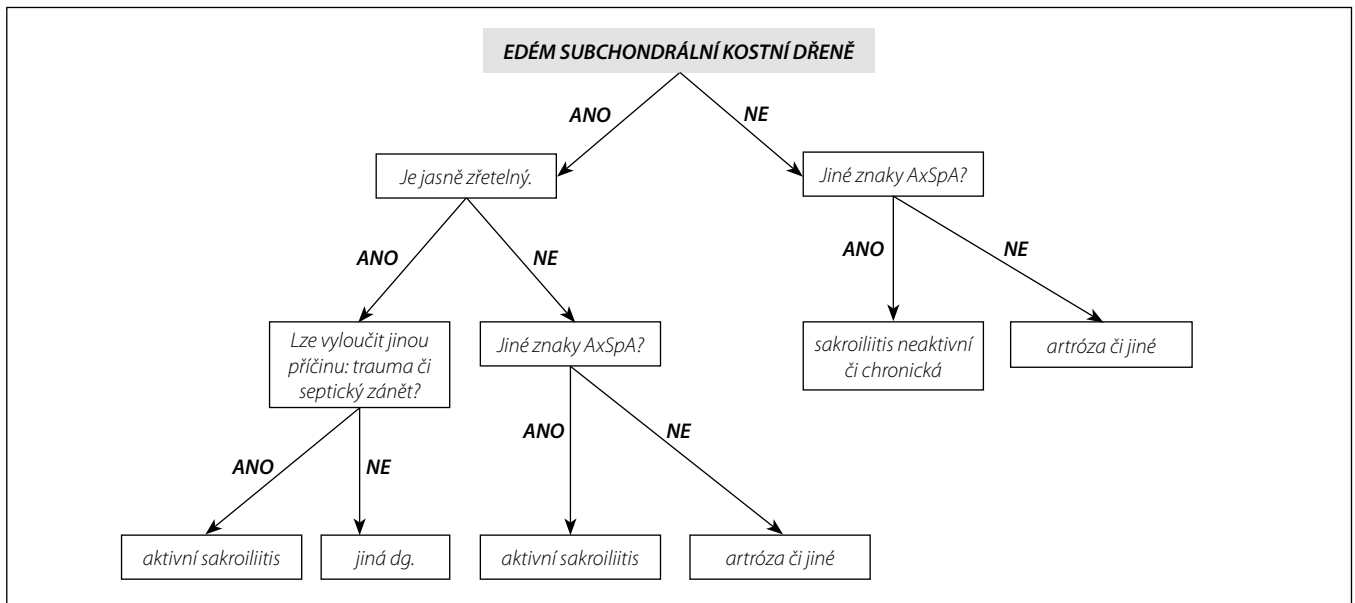 EDÉM SUBCHONDRÁLNÍ KOSTNÍ DŘENĚ
ANO
NE
Je jasně zřetelný.
Jiné znaky AxSpA?
ANO
NE
ANO
NE
Lze vyloučit jinou
příčinu: trauma či
septický zánět?
Jiné znaky AxSpA?
sakroiliitis neaktivní
či chronická
artróza či jiné
ANO
NE
ANO
NE
aktivní sakroiliitis
jiná dg.
aktivní sakroiliitis
artróza či jiné